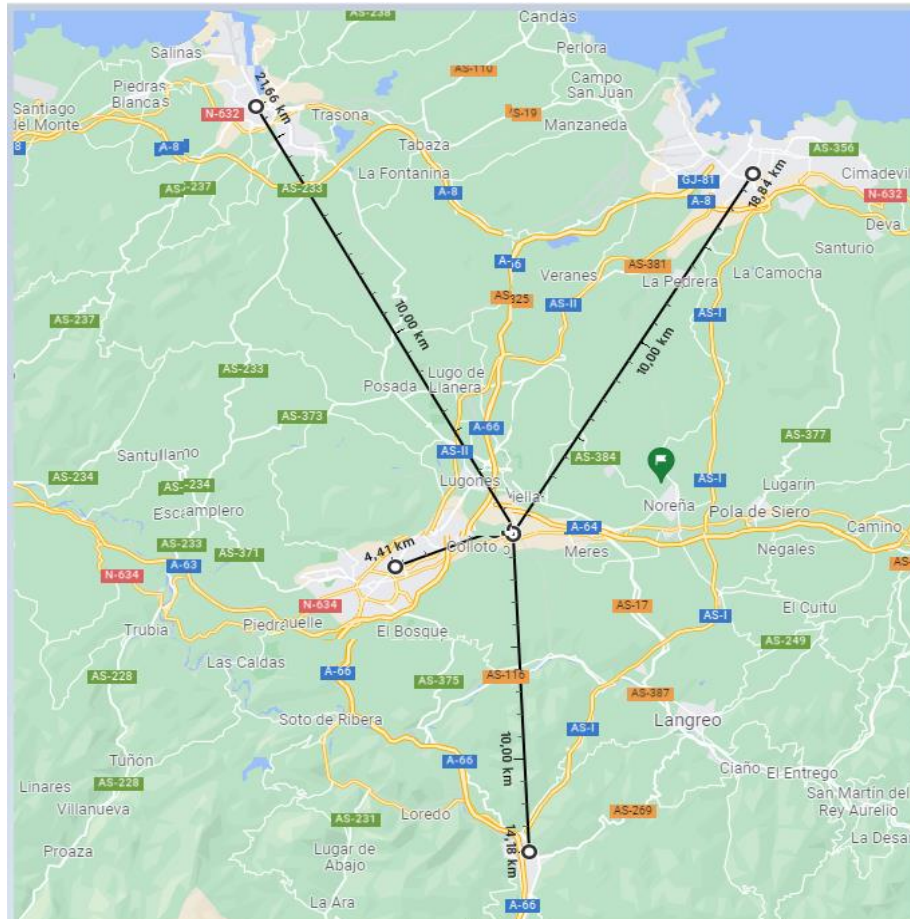 AS-238
Candas
Salinas
Perlora
21,66 km
AS-110
Piedras
Blancas
Campo
San Juan
Santiago
del Monte
N-632
Trasona
AS-19
Manzaneda
A-8
Tabaza
AS-356
La Fontanina
GJ-81
Cimadevil
AS-237
AS-233
A-8
18,84 km
N-632
A-8
Deva
Santurio
A-66
AS-381
Veranes
La Pedrera
La Camocha
AS-II
AS-I
AS-237
10,00 km
10,00 km
AS-233
Lugo de
Llanera
Posada
AS-373
A-66
AS-377
AS-II
AS-384
AS-234
Lugones
AS-I
Lugarín
AS-234
Noreña
Pola de Siero
A-64
Camino
AS-233
AS-371
4,41 km
Colloto
Meres
Negales
A-63
N-634
N-634
AS-17
El Cuitu
AS-I
Trubia
El Bosque
AS-249
Las Caldas
A-66
AS-228
AS-375
AS-116
AS-387
Soto de Ribera
Langreo
AS-I
Tuñón
10,00 km
A-66
Ciaño
El Entrego
AS-228
Linares
Villanueva
Loredo
AS-269
San Martín del
Rey Aurelio
AS-231
14,18 km
Lugar de
Abajo
La Desar
Proaza
La Ara
A-66